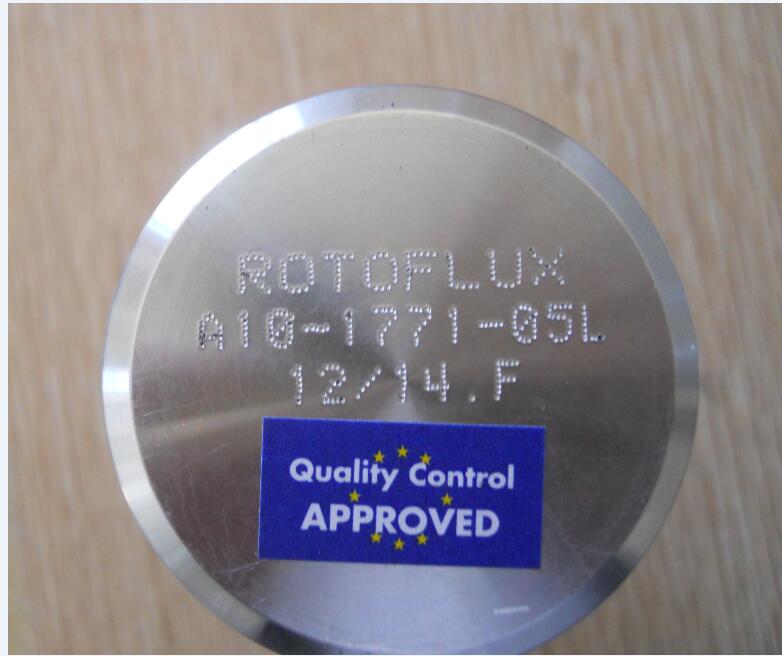 ROTOFLUX
A10-1771-05L
12/14.F
Quality Control
APPROVED